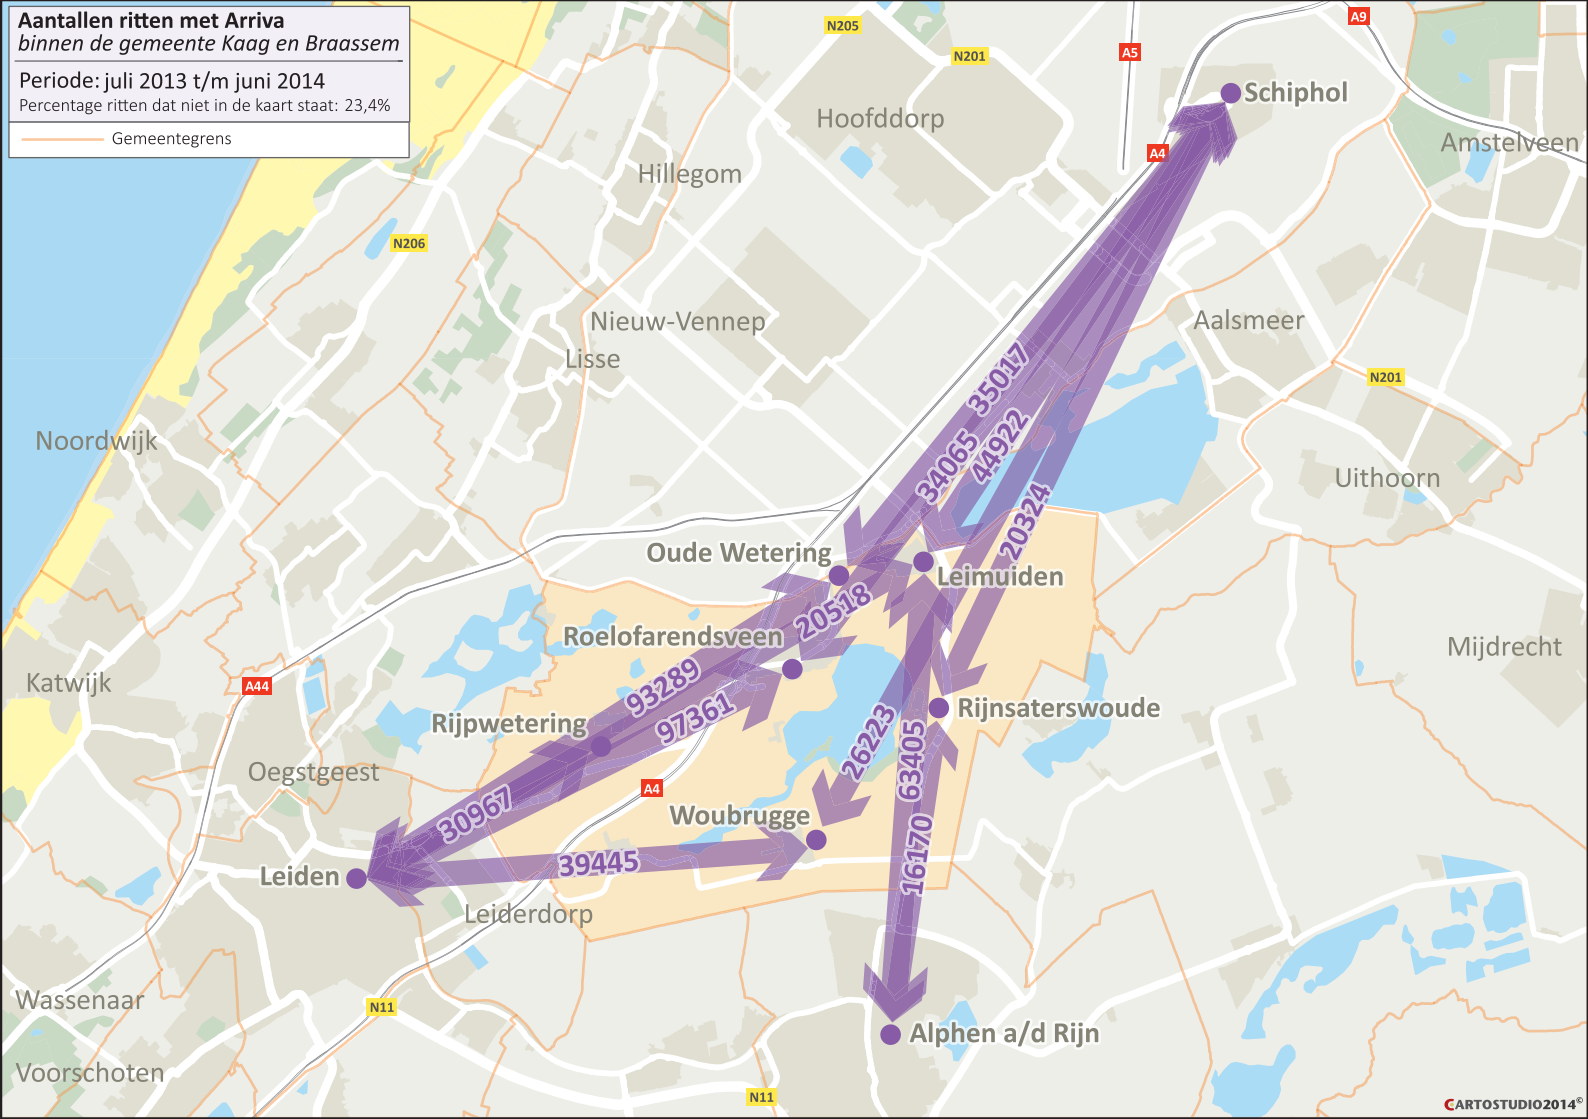 Aantallen ritten met Arriva
binnen de gemeente Kaag en Braassem
Periode: juli 2013 t/m juni 2014
Percentage ritten dat niet in de kaart staat: 23,4%
Gemeentegrens
N205
N201
A5
A9
A4
Schiphol
Hoofddorp
Amstelveen
Hillegom
N206
Nieuw-Vennep
Lisse
Aalsmeer
N201
35017
34065
44922
20324
Noordwijk
Uithoorn
Oude Wetering
Leimuiden
20518
Roelofarendsveen
Mijdrecht
Katwijk
A44
93289
97361
Rijpwetering
Rijnsaterswoude
26223
63405
Oegstgeest
A4
30967
Woubrugge
39445
16170
Leiden
Leiderdorp
Wassenaar
N11
Alphen a/d Rijn
Voorschoten
N11
CARTOSTUDIO2014©